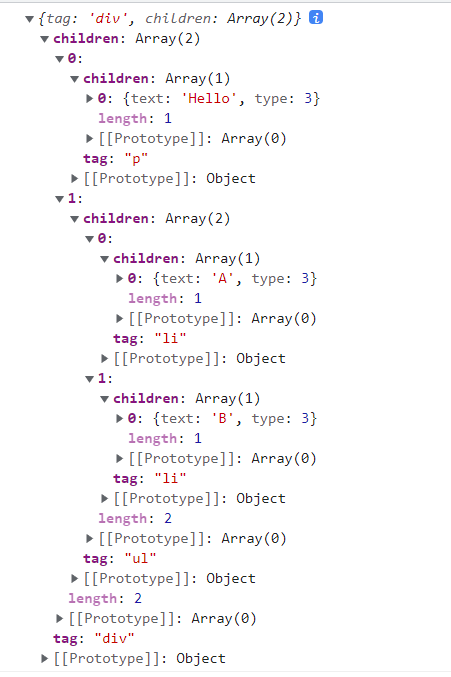 {tag: 'div', children: Array(2)} i
children: Array(2)
0:
children: Array(1)
0: {text: 'Hello', type: 3}
length: 1
[[Prototype]]: Array(0)
tag: "p"
[[Prototype]]: Object
1:
children: Array(2)
0:
children: Array(1)
0: {text: 'A', type: 3}
length: 1
[[Prototype]]: Array(0)
tag: "li"
[[Prototype]]: Object
1:
children: Array(1)
0: {text: 'B', type: 3}
length: 1
[[Prototype]]: Array(0)
tag: "li"
[[Prototype]]: Object
length: 2
[[Prototype]]: Array(0)
tag: "ul"
[[Prototype]]: Object
length: 2
[[Prototype]]: Array(0)
tag: "div"
[[Prototype]]: Object